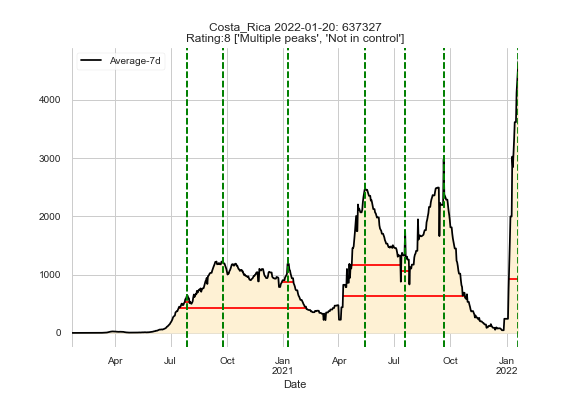 Costa_Rica 2022-01-20: 637327
Rating:8 ['Multiple peaks', 'Not in control']
Average-7d
4000
3000
2000
1000
0
Apr
Jul
Oct
Jan
2021
Apr
Jul
Oct
Jan
2022
Date